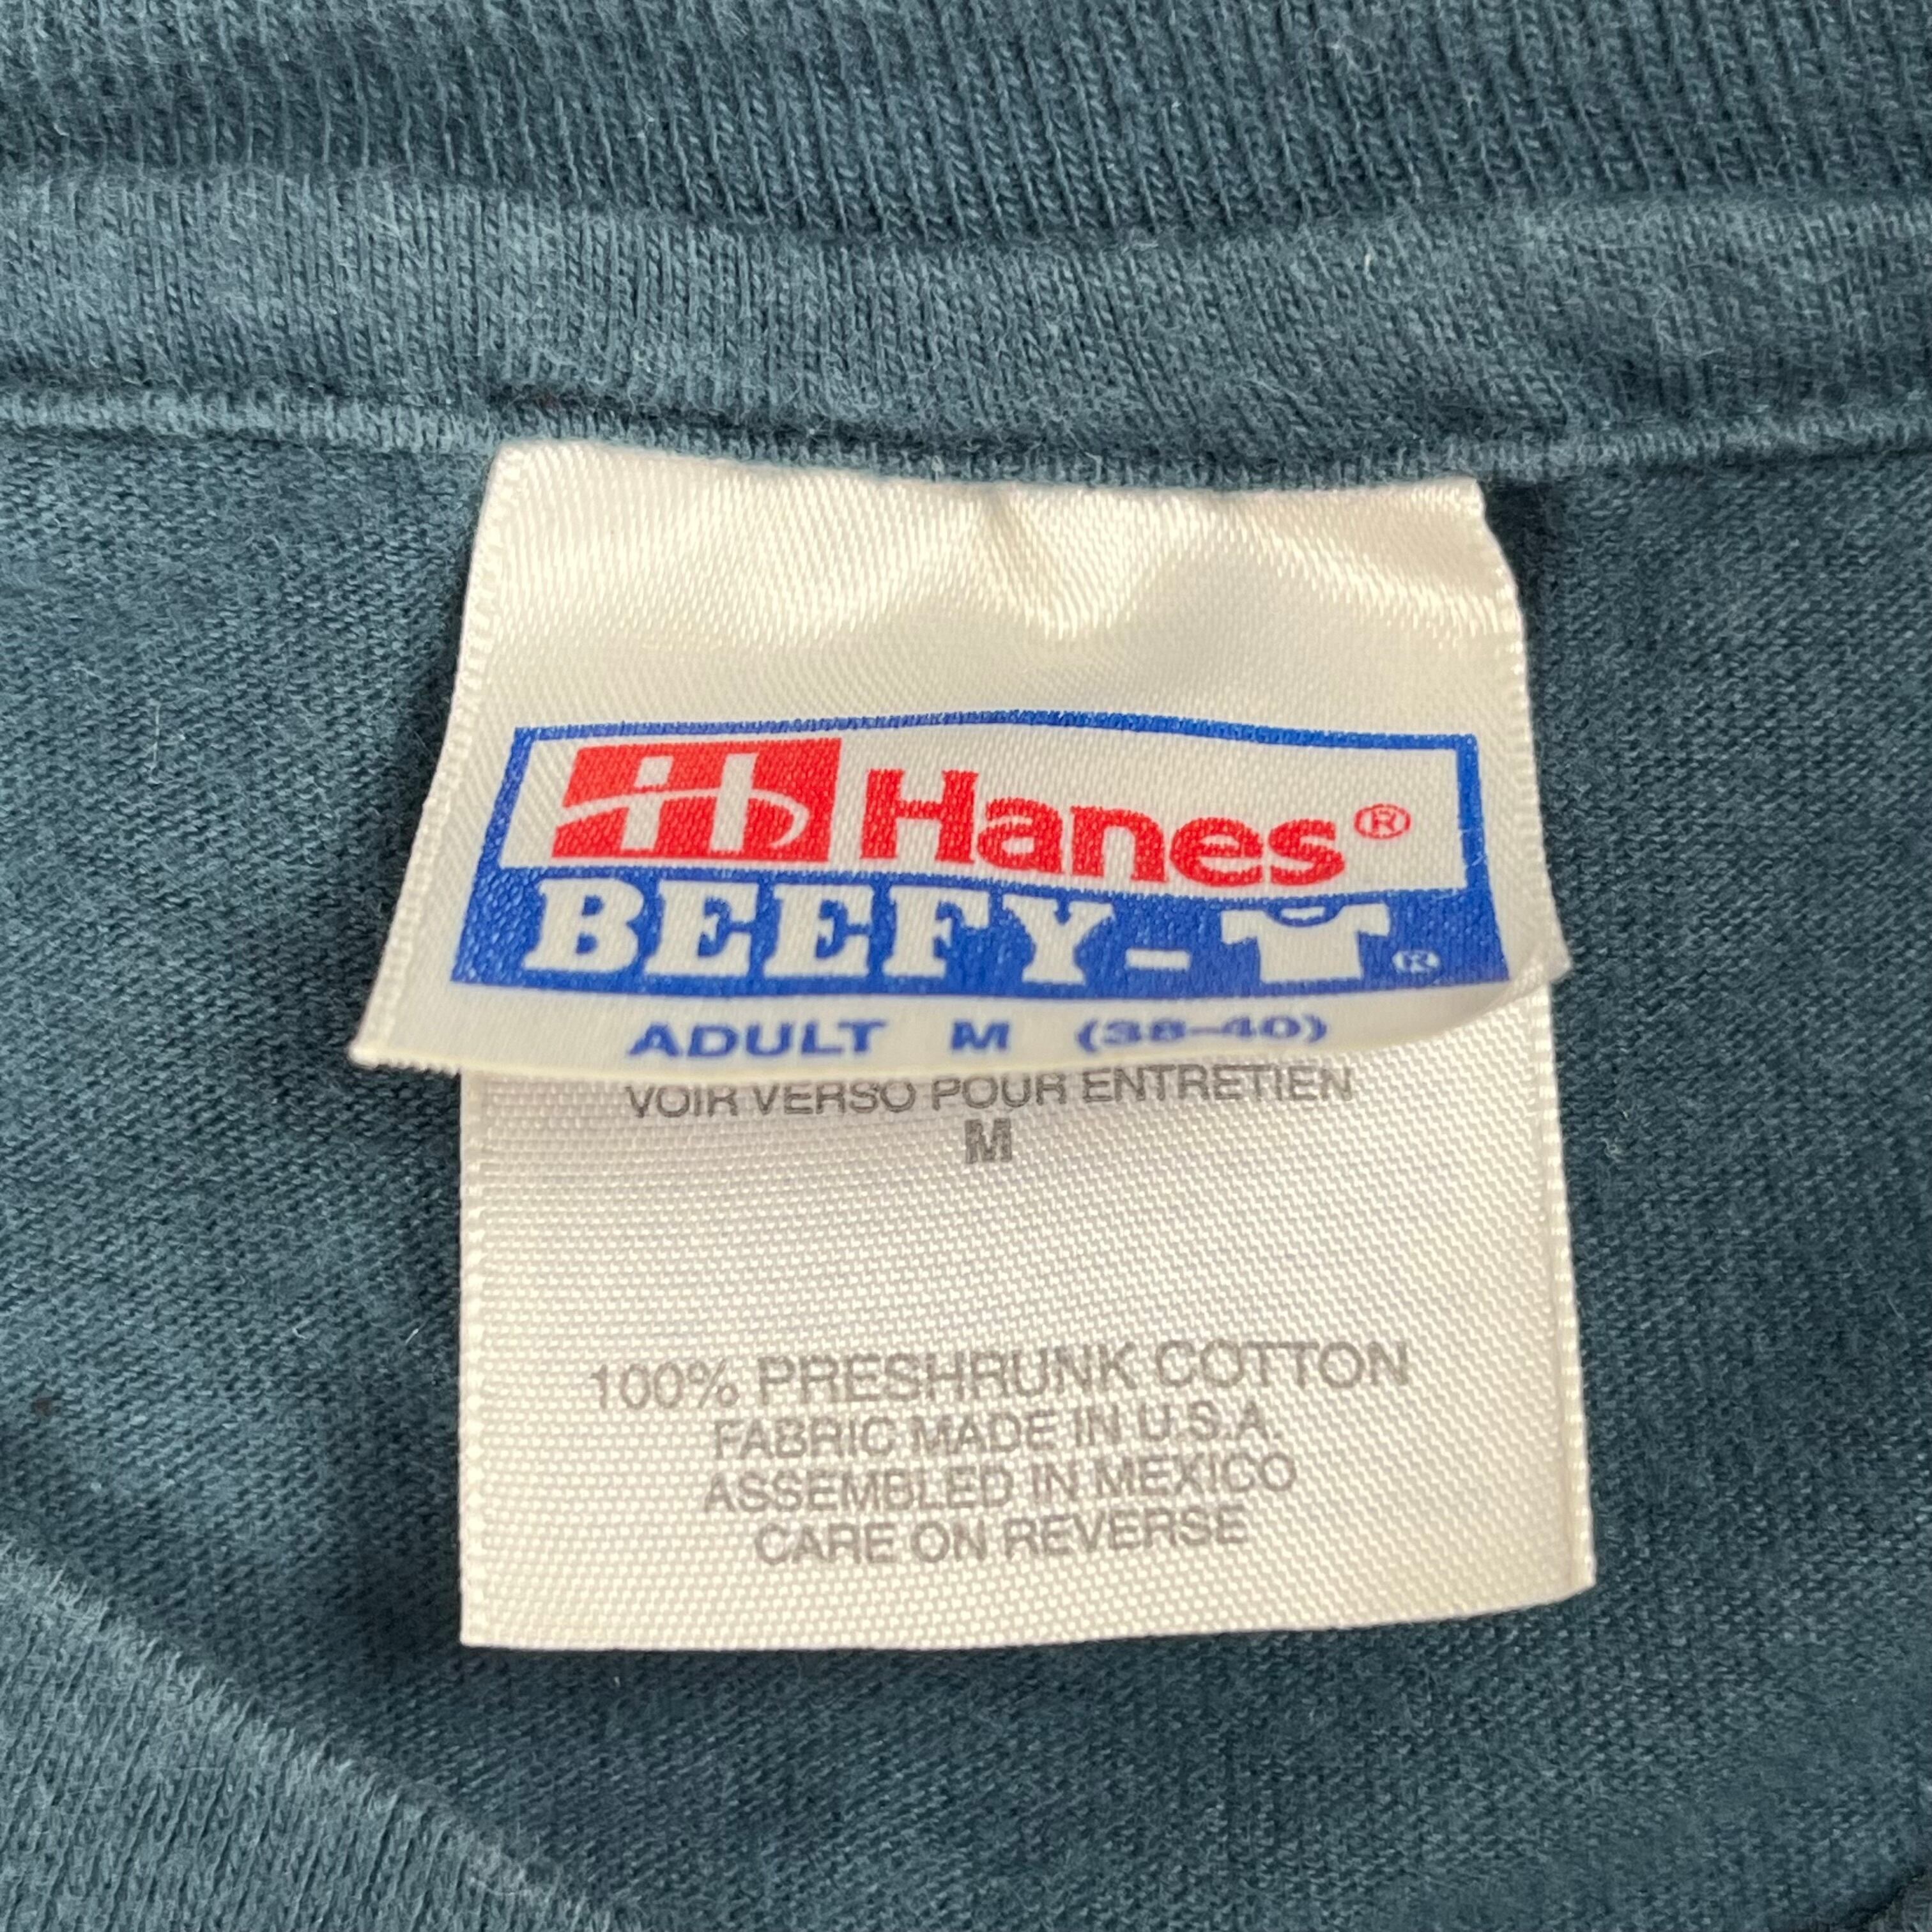 Hanes®
BEEFY-T®
ADULT M (38-40)
VOIR VERSO POUR ENTRETIEN
M
100% PRESHRUNK COTTON
FABRIC MADE IN U.S.A.
ASSEMBLED IN MEXICO
CARE ON REVERSE